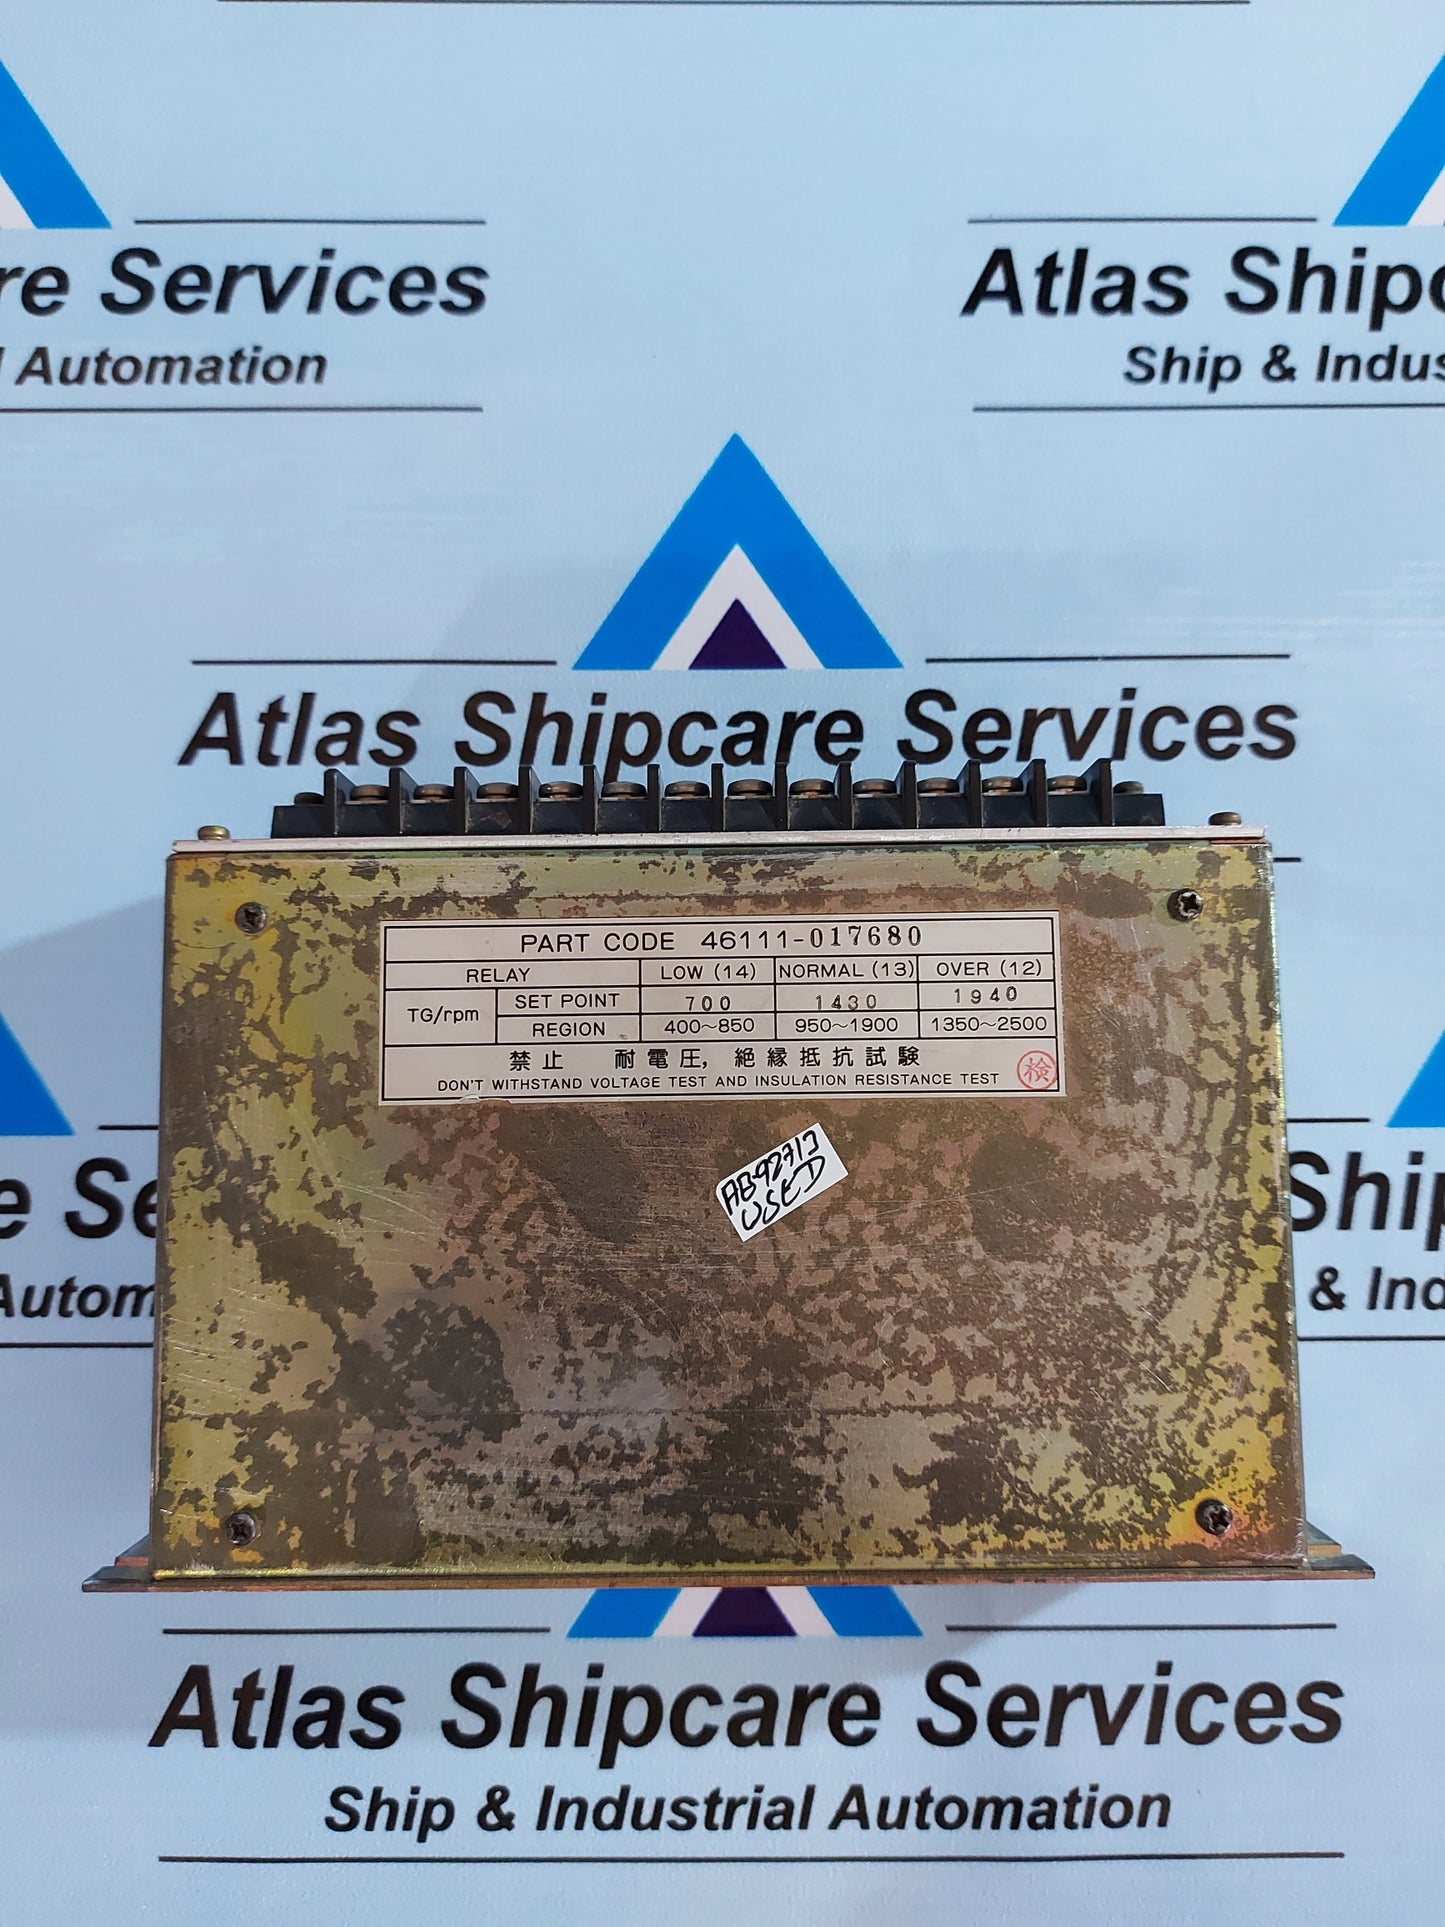 re Services
l Automation
Atlas Shipc
Ship & Indus
Atlas Shipcare Services
PART CODE 46111-017680
RELAY LOW (14) NORMAL (13) OVER (12)
TG/rpm SET POINT 700 1430 1940
REGION 400~850 950~1900 1350~2500
禁止 耐電圧, 絶縁抵抗試験
DON'T WITHSTAND VOLTAGE TEST AND INSULATION RESISTANCE TEST
検
USED
e Se
Autom
Ship
& Ind
Atlas Shipcare Services
Ship & Industrial Automation